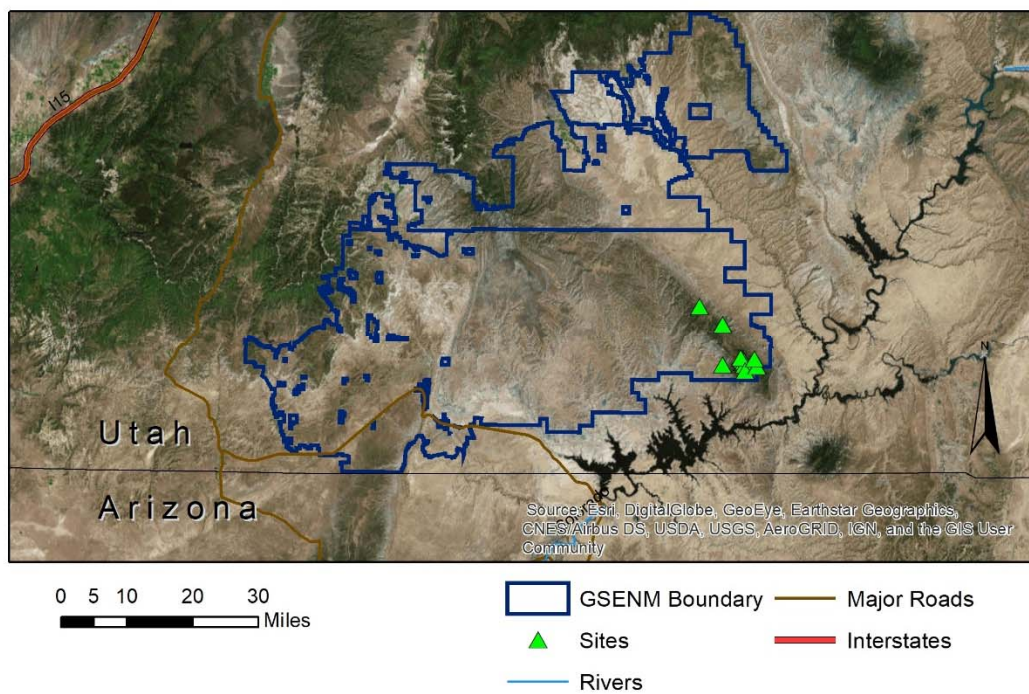 I15
N
Utah
Arizona
Colorado
Source: Esri, DigitalGlobe, GeoEye, Earthstar Geographics,
CNES/Airbus DS, USDA, USGS, AeroGRID, IGN, and the GIS User
Community
0 5 10 20 30
Miles
GSENM Boundary
Major Roads
Sites
Interstates
Rivers